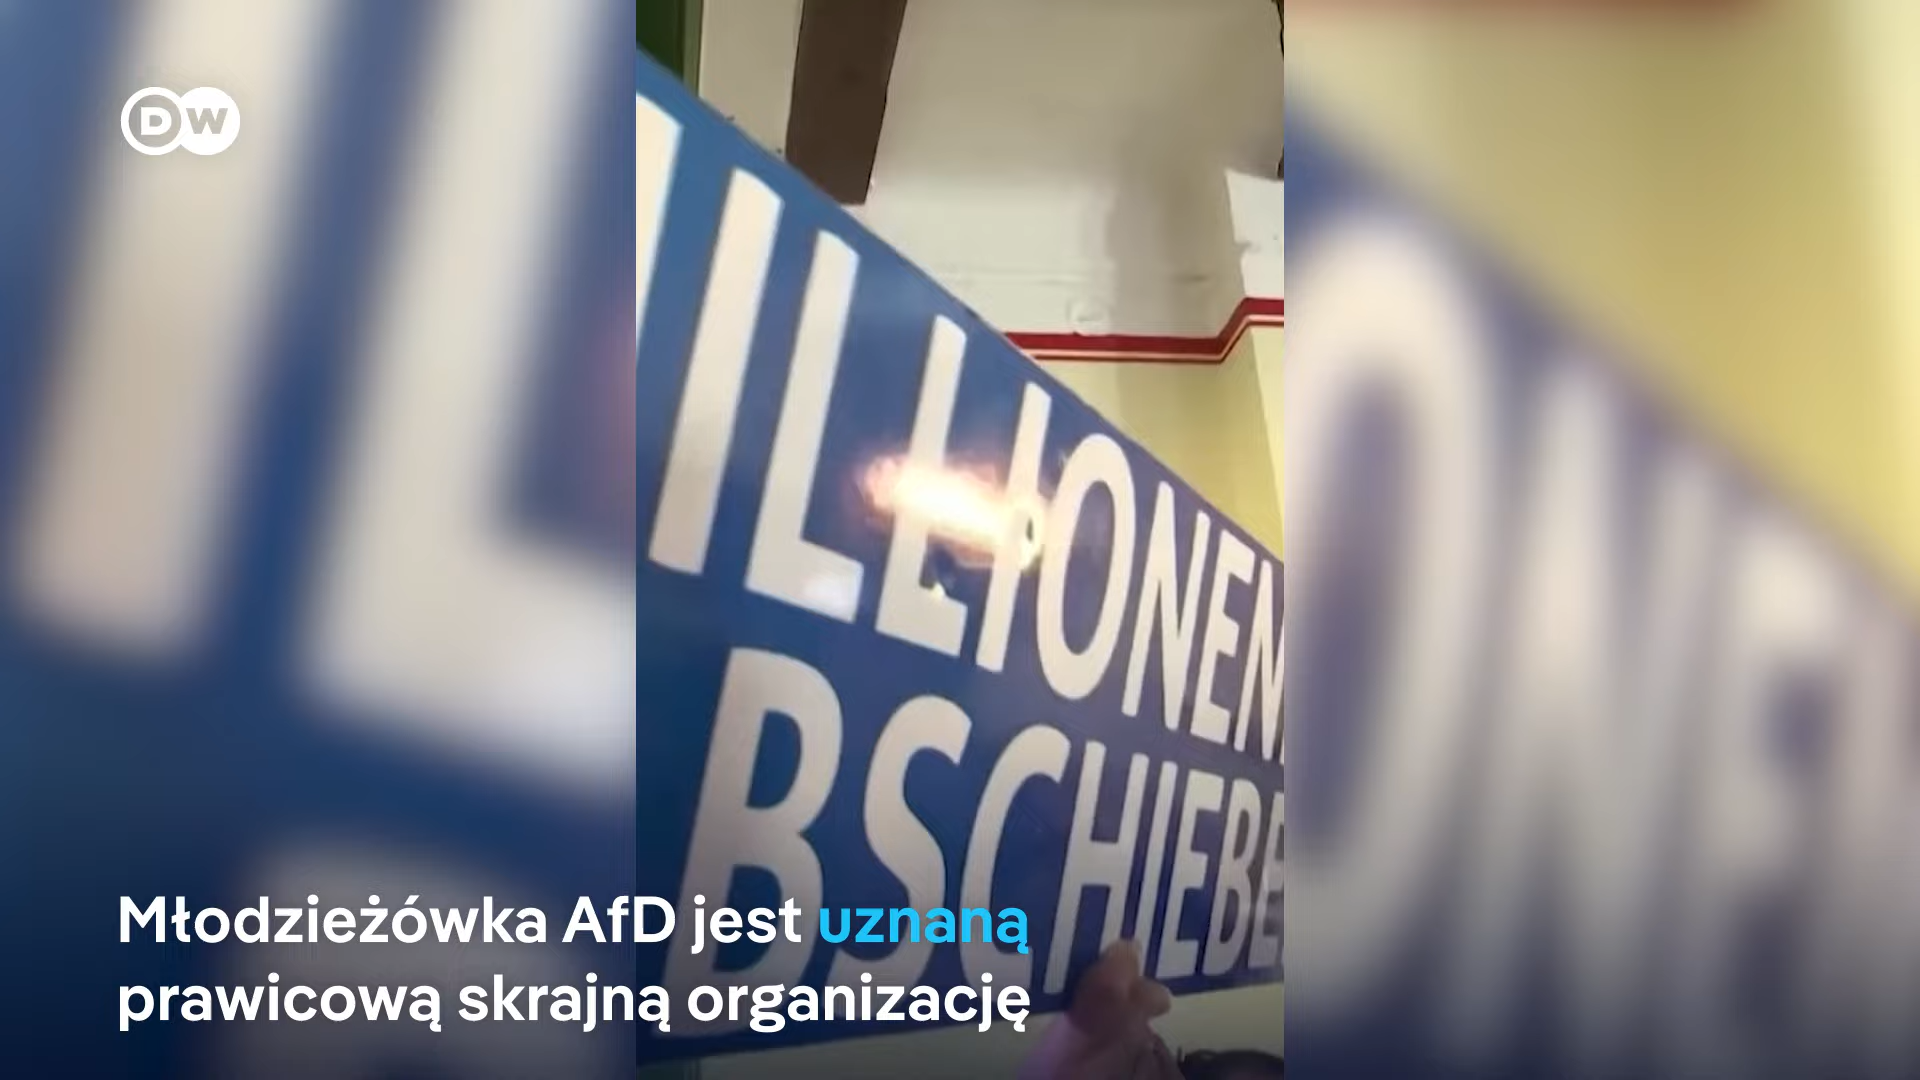 DW
ILLIONEN
BSCHIEBE
Młodzieżówka AfD jest uznaną
prawicową skrajną organizację